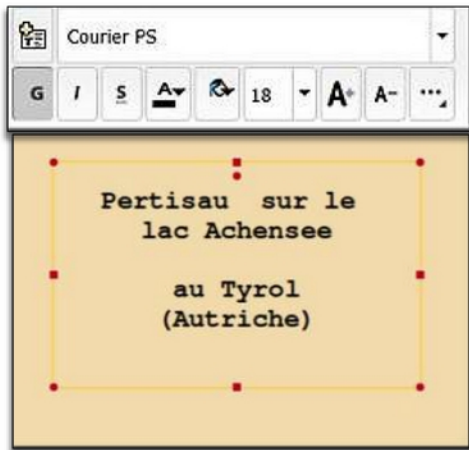 Courier PS
G I S A 18 A+ A- ...
Pertisau  sur le
lac Achensee
au Tyrol
(Autriche)